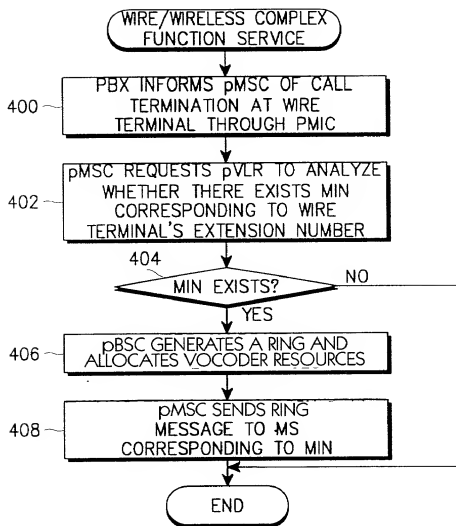 WIRE/WIRELESS COMPLEX
FUNCTION SERVICE
400
PBX INFORMS pMSC OF CALL
TERMINATION AT WIRE
TERMINAL THROUGH PMIC
402
pMSC REQUESTS pVLR TO ANALYZE
WHETHER THERE EXISTS MIN
CORRESPONDING TO WIRE
TERMINAL'S EXTENSION NUMBER
404
MIN EXISTS?
NO
YES
406
pBSC GENERATES A RING AND
ALLOCATES VOCODER RESOURCES
408
pMSC SENDS RING
MESSAGE TO MS
CORRESPONDING TO MIN
END